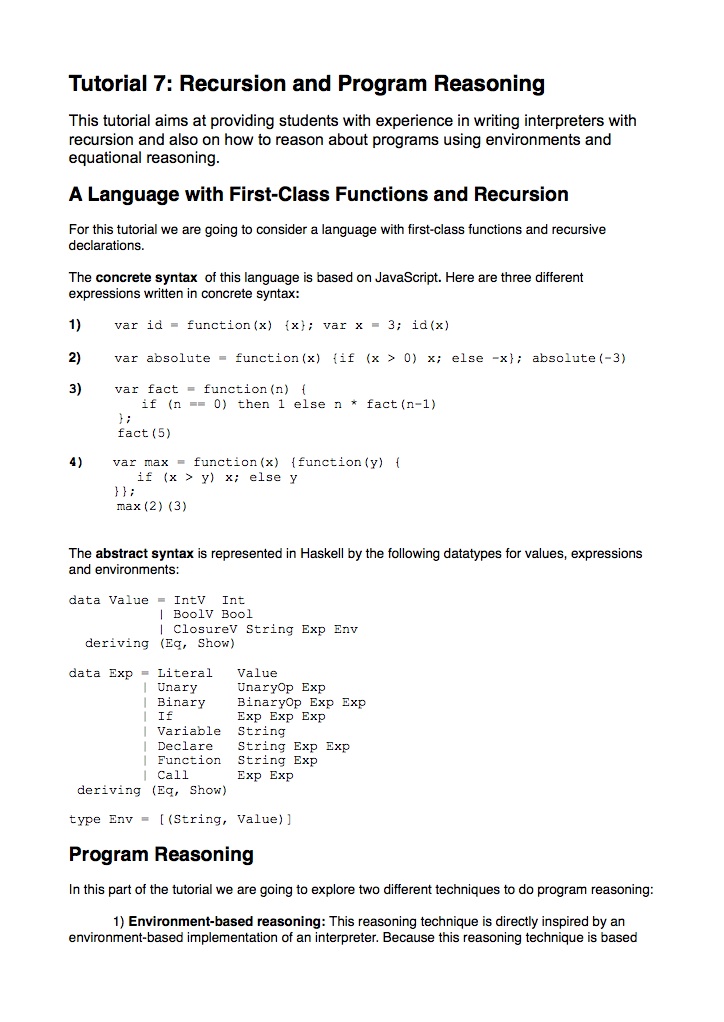 Tutorial 7: Recursion and Program Reasoning
This tutorial aims at providing students with experience in writing interpreters with
recursion and also on how to reason about programs using environments and
equational reasoning.
A Language with First-Class Functions and Recursion
For this tutorial we are going to consider a language with first-class functions and recursive
declarations.
The concrete syntax of this language is based on JavaScript. Here are three different
expressions written in concrete syntax:
1) var id = function(x) {x}; var x = 3; id(x)
2) var absolute = function(x) {if (x > 0) x; else -x}; absolute(-3)
3) var fact = function(n) {
if (n == 0) then 1 else n * fact(n-1)
};
fact(5)
4) var max = function(x) {function(y) {
if (x > y) x; else y
}};
max(2)(3)
The abstract syntax is represented in Haskell by the following datatypes for values, expressions
and environments:
data Value = IntV Int
| BoolV Bool
| ClosureV String Exp Env
deriving (Eq, Show)
data Exp = Literal Value
| Unary UnaryOp Exp
| Binary BinaryOp Exp Exp
| If Exp Exp Exp
| Variable String
| Declare String Exp Exp
| Function String Exp
| Call Exp Exp
deriving (Eq, Show)
type Env = [(String, Value)]
Program Reasoning
In this part of the tutorial we are going to explore two different techniques to do program reasoning:
1) Environment-based reasoning: This reasoning technique is directly inspired by an
environment-based implementation of an interpreter. Because this reasoning technique is based